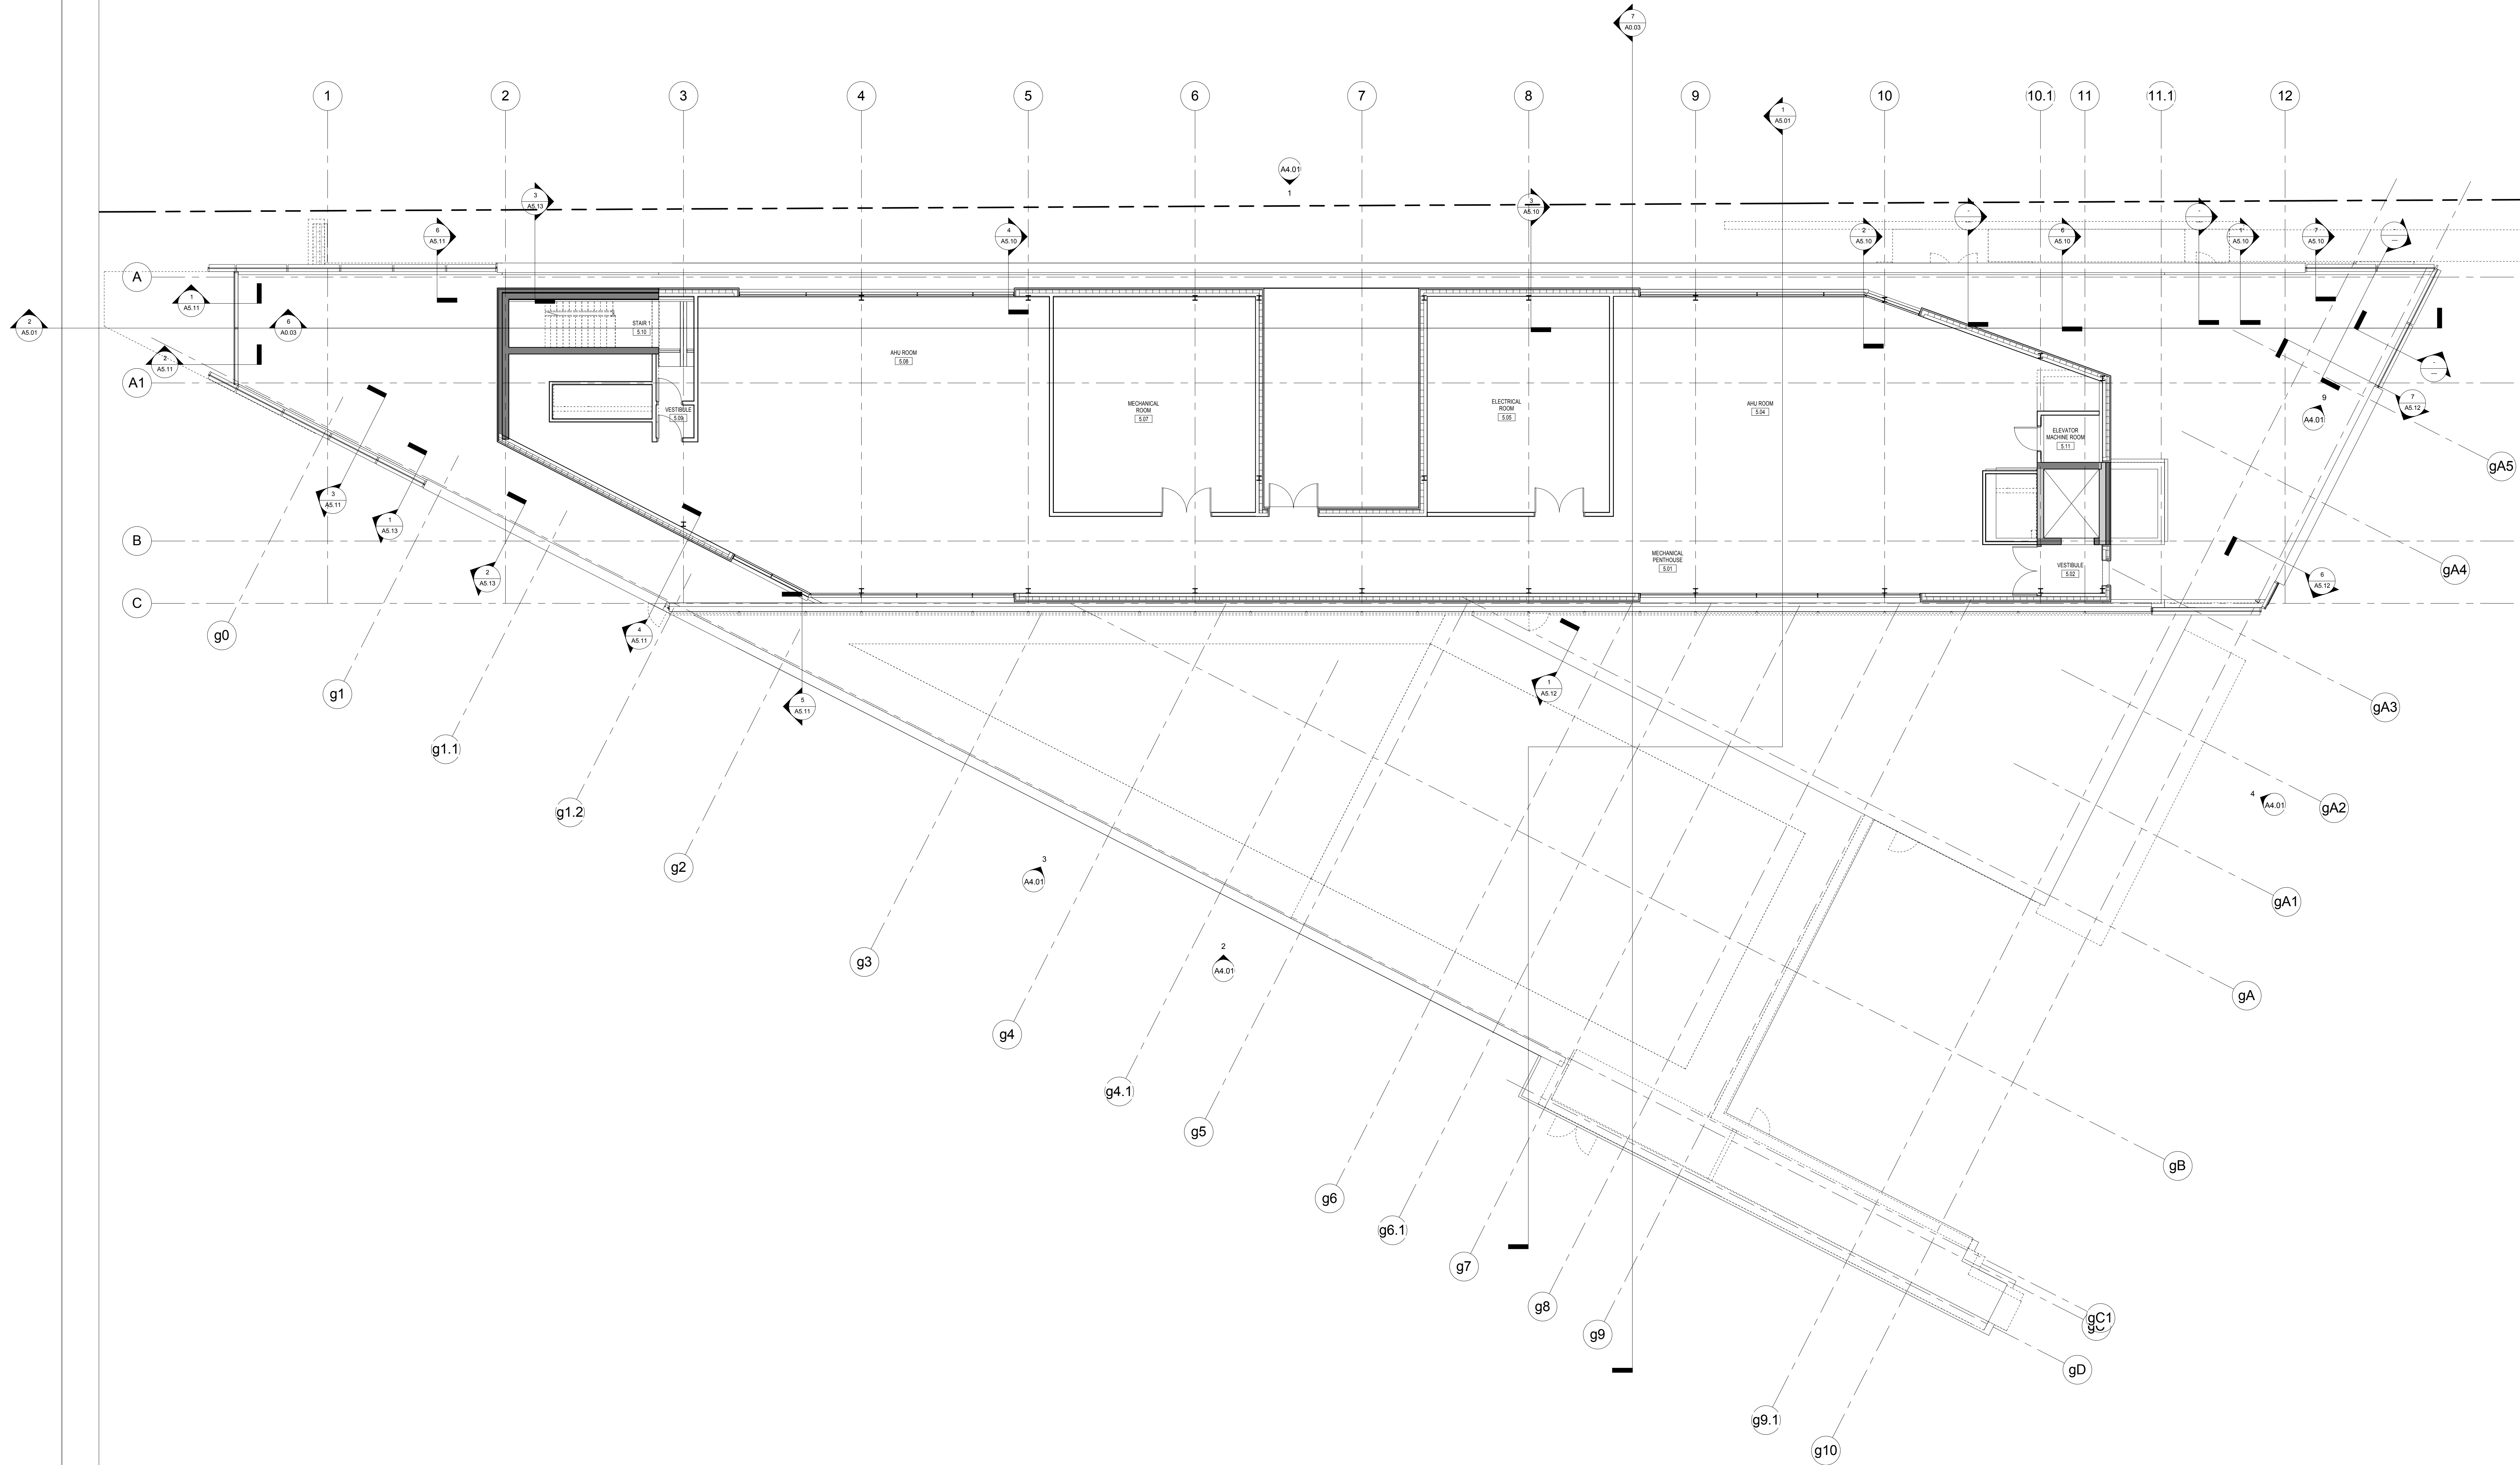 7
A0.03
1
2
3
4
5
6
7
8
9
10
10.1
11
11.1
12
1
A5.01
A4.01
1
3
A5.13
3
A5.10
6
A5.11
4
A5.10
2
A5.10
-
---
6
A5.10
-
---
1
A5.10
7
A5.10
-
---
A
1
A5.11
2
A5.01
6
A0.03
STAIR 1
5.10
AHU ROOM
5.08
2
A5.11
A1
-
---
VESTIBULE
5.09
MECHANICAL
ROOM
5.07
ELECTRICAL
ROOM
5.05
AHU ROOM
5.04
9
A4.01
7
A5.12
ELEVATOR
MACHINE ROOM
5.11
gA5
3
A5.11
1
A5.13
B
MECHANICAL
PENTHOUSE
5.01
VESTIBULE
5.02
gA4
2
A5.13
6
A5.12
C
g0
4
A5.11
g1
5
A5.11
1
A5.12
gA3
g1.1
g1.2
4
A4.01
gA2
3
A4.01
g2
gA1
2
A4.01
g3
gA
g4
g4.1
g5
gB
g6
g6.1
g7
g8
g9
gC1
gC
gD
g9.1
g10